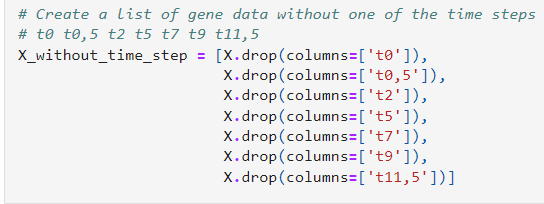 # Create a list of gene data without one of the time steps
# t0 t0,5 t2 t5 t7 t9 t11,5
X_without_time_step = [X.drop(columns=['t0']),
                       X.drop(columns=['t0,5']),
                       X.drop(columns=['t2']),
                       X.drop(columns=['t5']),
                       X.drop(columns=['t7']),
                       X.drop(columns=['t9']),
                       X.drop(columns=['t11,5'])]